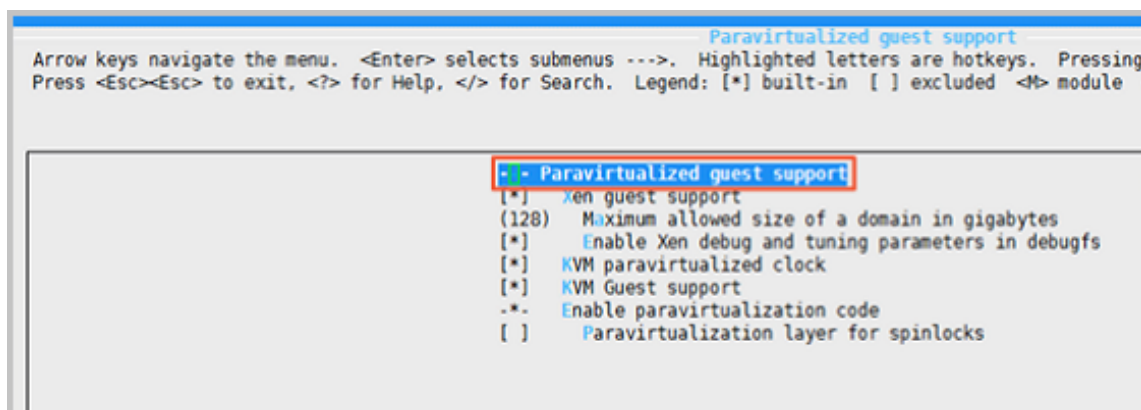 Paravirtualized guest support
Arrow keys navigate the menu.  <Enter> selects submenus --->.  Highlighted letters are hotkeys.  Pressing
Press <Esc><Esc> to exit, <?> for Help, </> for Search.  Legend: [*] built-in  [ ] excluded  <M> module
- - Paravirtualized guest support
[*]   Xen guest support
(128)   Maximum allowed size of a domain in gigabytes
[*]     Enable Xen debug and tuning parameters in debugfs
[*]   KVM paravirtualized clock
[*]   KVM Guest support
-*-   Enable paravirtualization code
[ ]     Paravirtualization layer for spinlocks